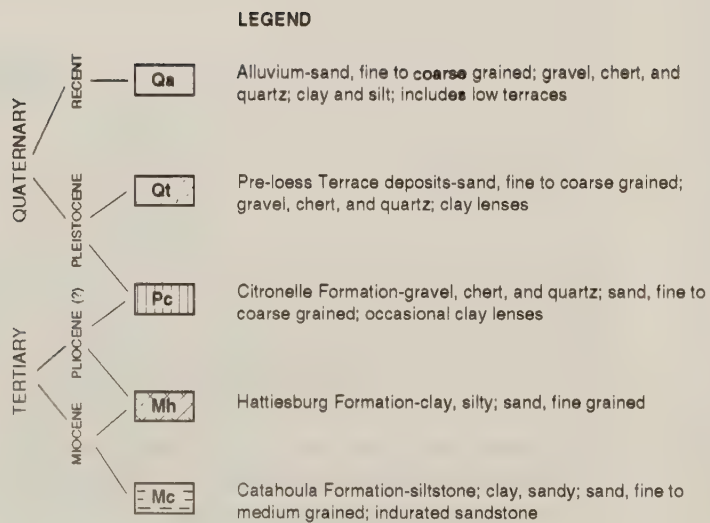 LEGEND
QUATERNARY
RECENT
Qa
Alluvium-sand, fine to coarse grained; gravel, chert, and
quartz; clay and silt; includes low terraces
PLEISTOCENE
Qt
Pre-loess Terrace deposits-sand, fine to coarse grained;
gravel, chert, and quartz; clay lenses
Pc
Citronelle Formation-gravel, chert, and quartz; sand, fine to
coarse grained; occasional clay lenses
TERTIARY
PLIOCENE (?)
Mh
Hattiesburg Formation-clay, silty; sand, fine grained
MIOCENE
Mc
Catahoula Formation-siltstone; clay, sandy; sand, fine to
medium grained; indurated sandstone